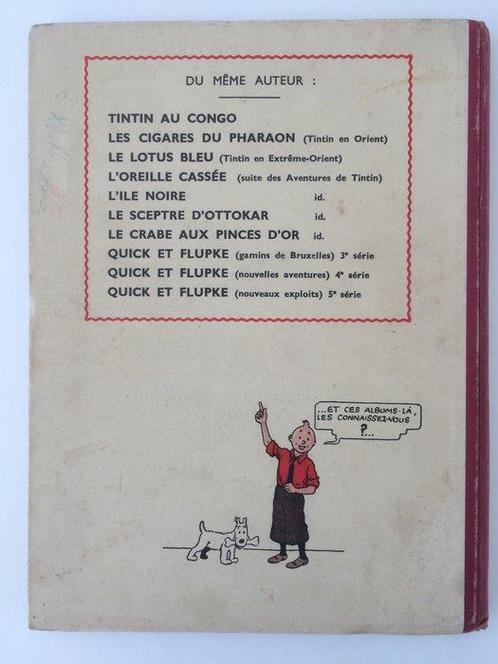 DU MÊME AUTEUR :
TINTIN AU CONGO
LES CIGARES DU PHARAON (Tintin en Orient)
LE LOTUS BLEU (Tintin en Extrême-Orient)
L'OREILLE CASSÉE (suite des Aventures de Tintin)
L'ILE NOIRE id.
LE SCEPTRE D'OTTOKAR id.
LE CRABE AUX PINCES D'OR id.
QUICK ET FLUPKE (gamins de Bruxelles) 3e série
QUICK ET FLUPKE (nouvelles aventures) 4e série
QUICK ET FLUPKE (nouveaux exploits) 5e série
...ET CES ALBUMS-LÀ,
LES CONNAISSEZ-VOUS
?...